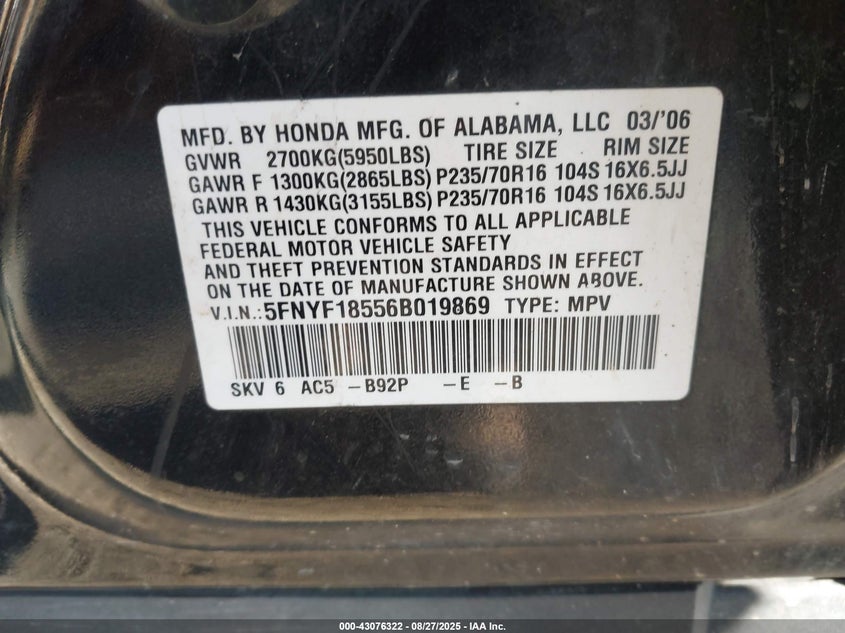 MFD. BY HONDA MFG. OF ALABAMA, LLC 03/'06
GVWR 2700KG(5950LBS) TIRE SIZE RIM SIZE
GAWR F 1300KG(2865LBS) P235/70R16 104S 16X6.5JJ
GAWR R 1430KG(3155LBS) P235/70R16 104S 16X6.5JJ
THIS VEHICLE CONFORMS TO ALL APPLICABLE
FEDERAL MOTOR VEHICLE SAFETY
AND THEFT PREVENTION STANDARDS IN EFFECT
ON THE DATE OF MANUFACTURE SHOWN ABOVE.
V.I.N.:5FNYF18556B019869 TYPE: MPV
SKV 6 AC5 -B92P -E -B
000-43076322 | 08/27/2025 - IAA Inc.